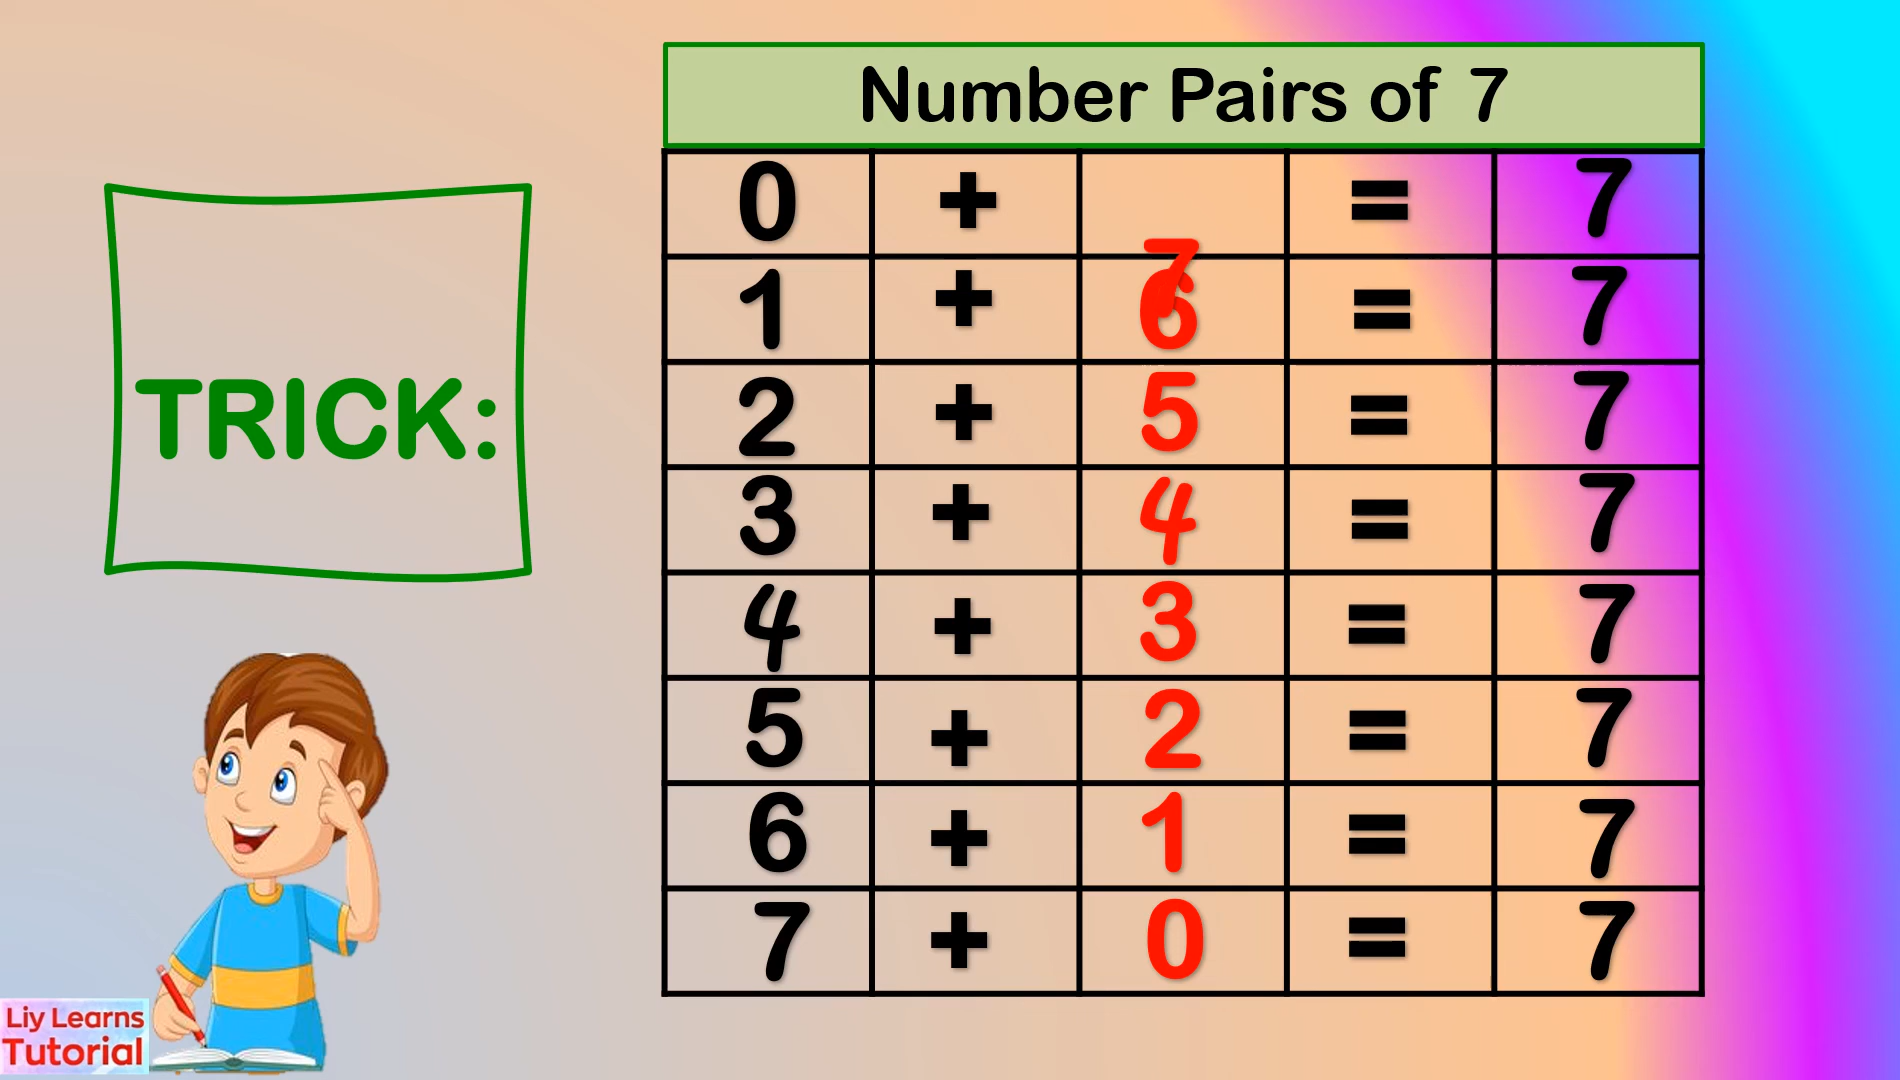 Number Pairs of 7
TRICK:
0 + = 7
7
1 + 6 = 7
2 + 5 = 7
3 + 4 = 7
4 + 3 = 7
5 + 2 = 7
6 + 1 = 7
7 + 0 = 7
Liy Learns
Tutorial